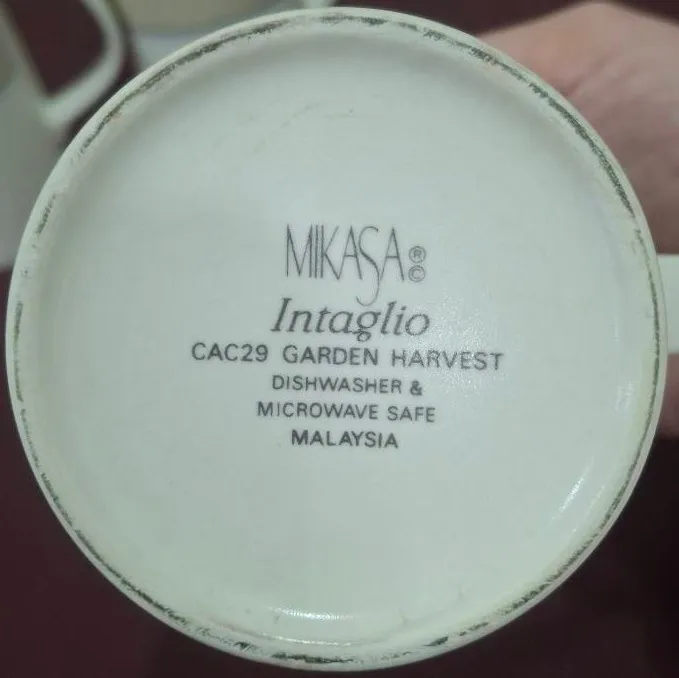 MIKASA ® ©
Intaglio
CAC29 GARDEN HARVEST
DISHWASHER &
MICROWAVE SAFE
MALAYSIA